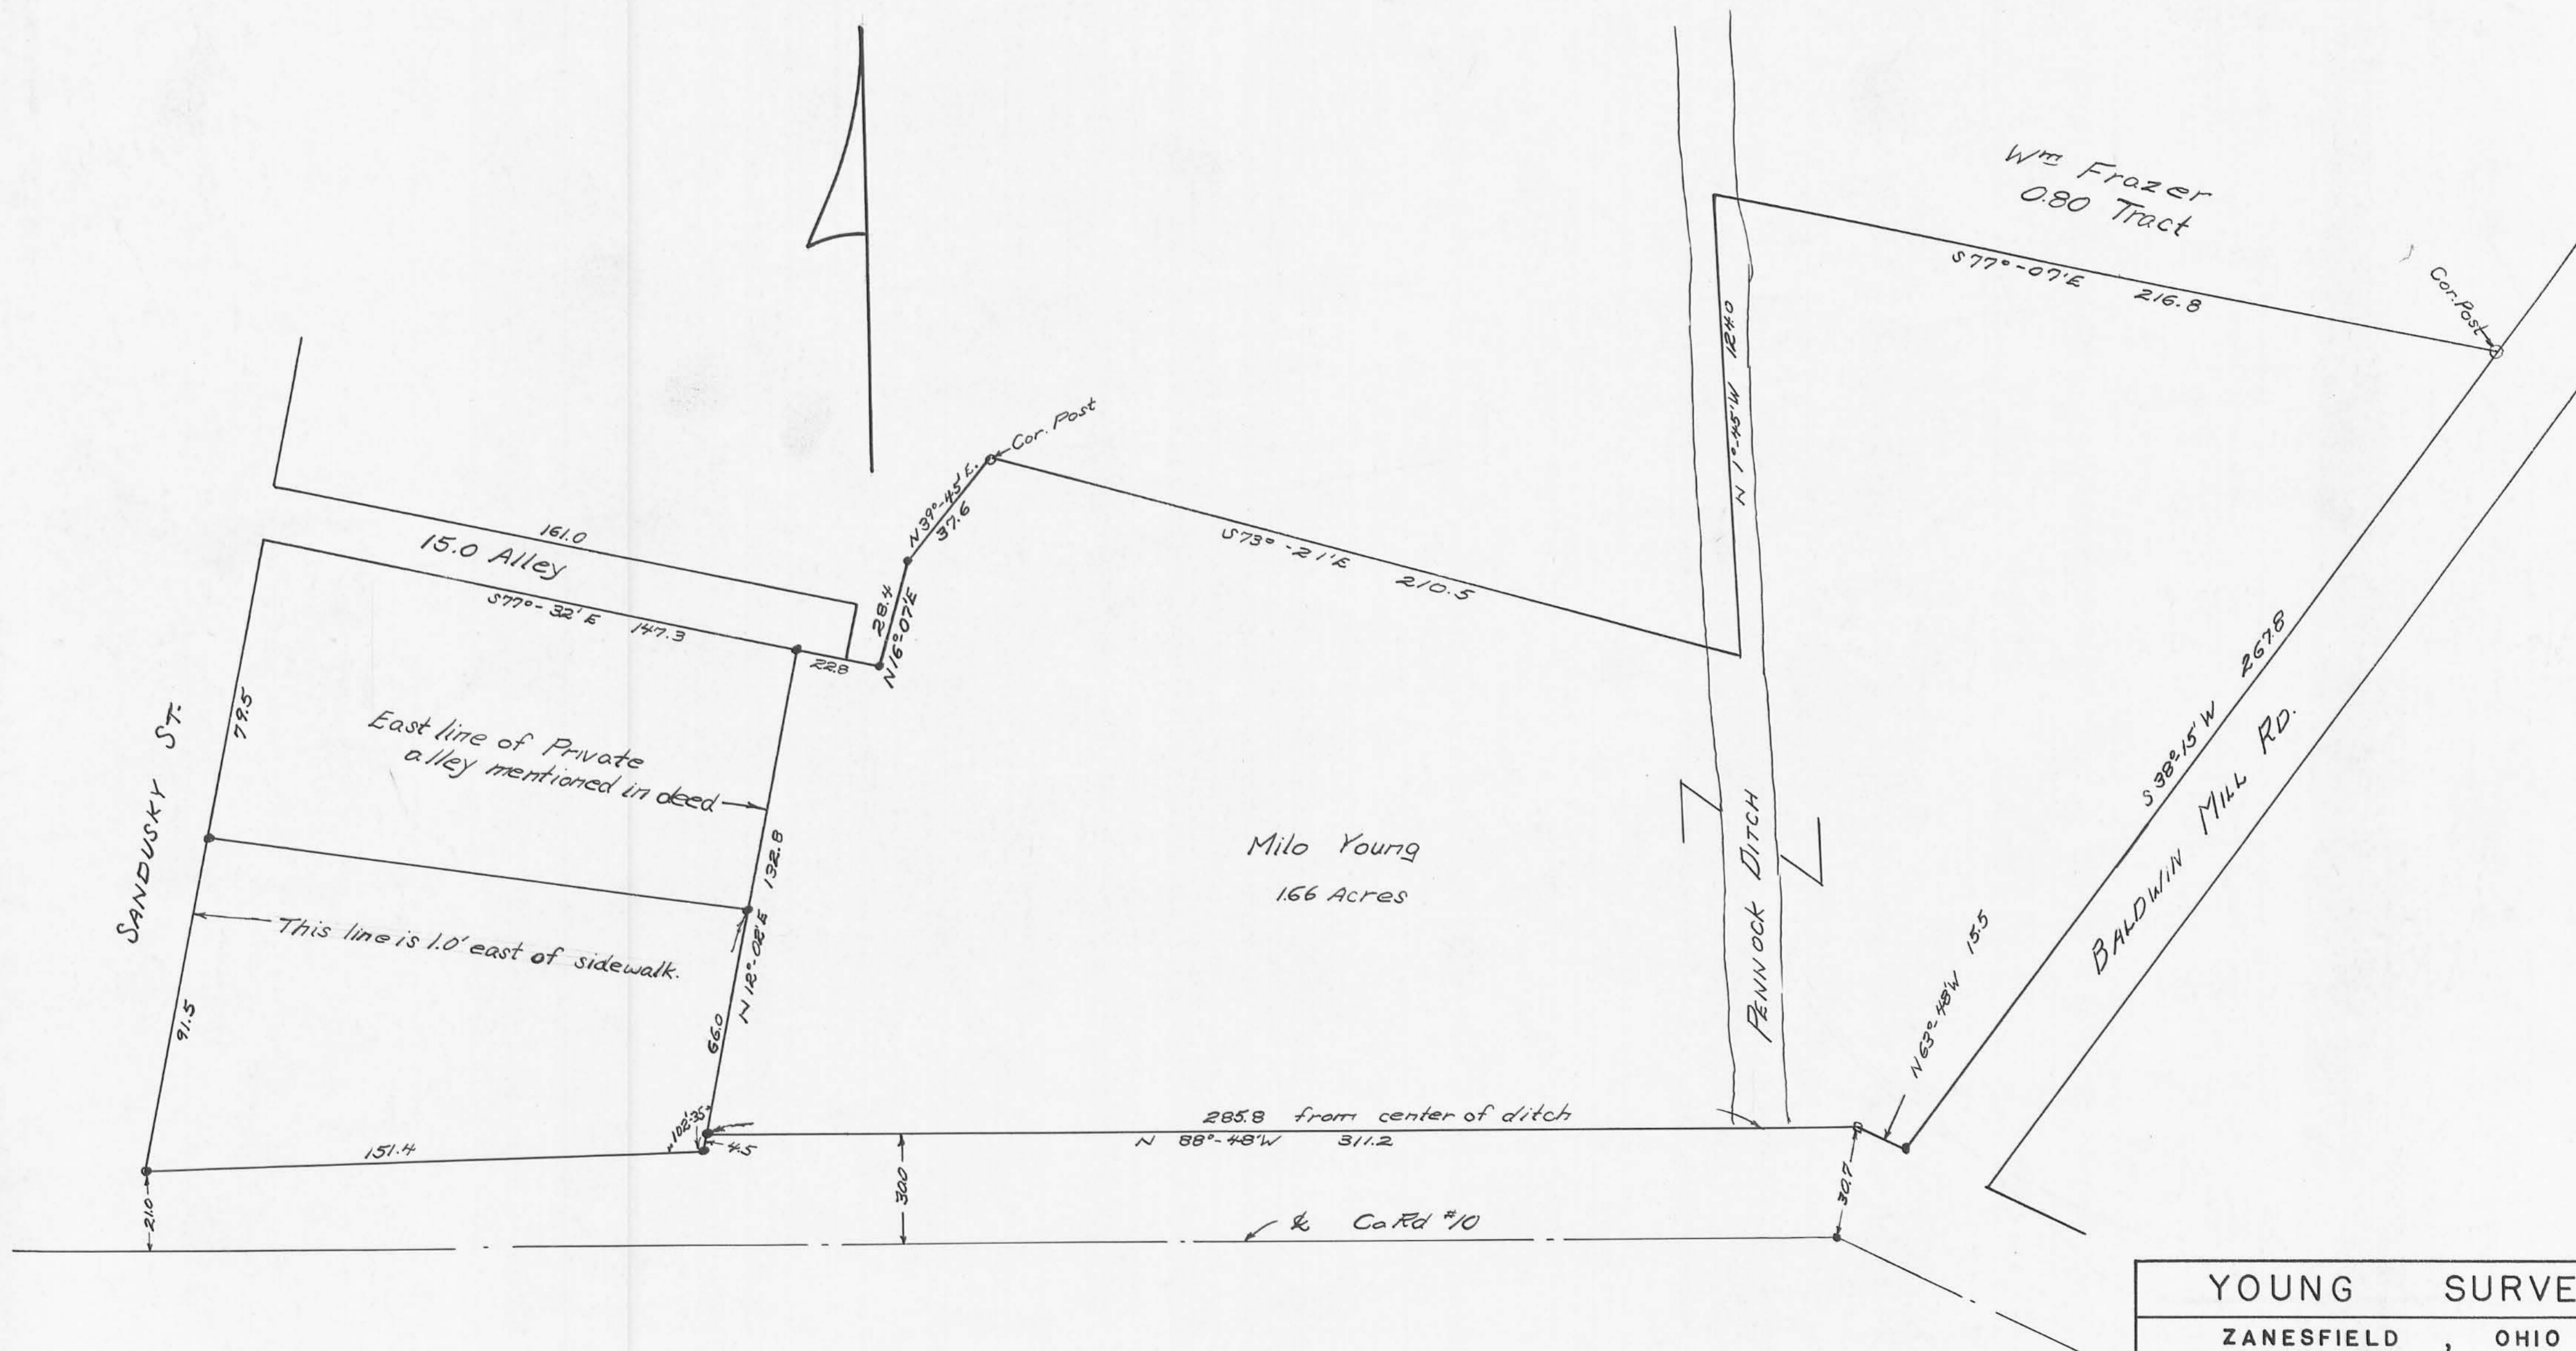 Wm Frazer
0.80 Tract
S77°-07'E 216.8
Cor. Post
N 1°-45'W 124.0
Cor. Post
N39°-45'E.
37.6
S73°-21'E 210.5
161.0
15.0 Alley
S77°-32'E 147.3
22.8
28.4
N16°-07'E
79.5
SANDUSKY ST.
East line of Private
alley mentioned in deed
132.8
N 12°-02'E
66.0
This line is 1.0' east of sidewalk.
91.5
Milo Young
1.66 Acres
PENNOCK DITCH
S38°-15'W 267.8
BALDWIN MILL RD.
N63°-48'W 15.5
102°-35'
4.5
151.4
21.0
285.8 from center of ditch
N 88°-48'W 311.2
30.0
30.7
℄ Co Rd #10
YOUNG SURVE
ZANESFIELD , OHIO